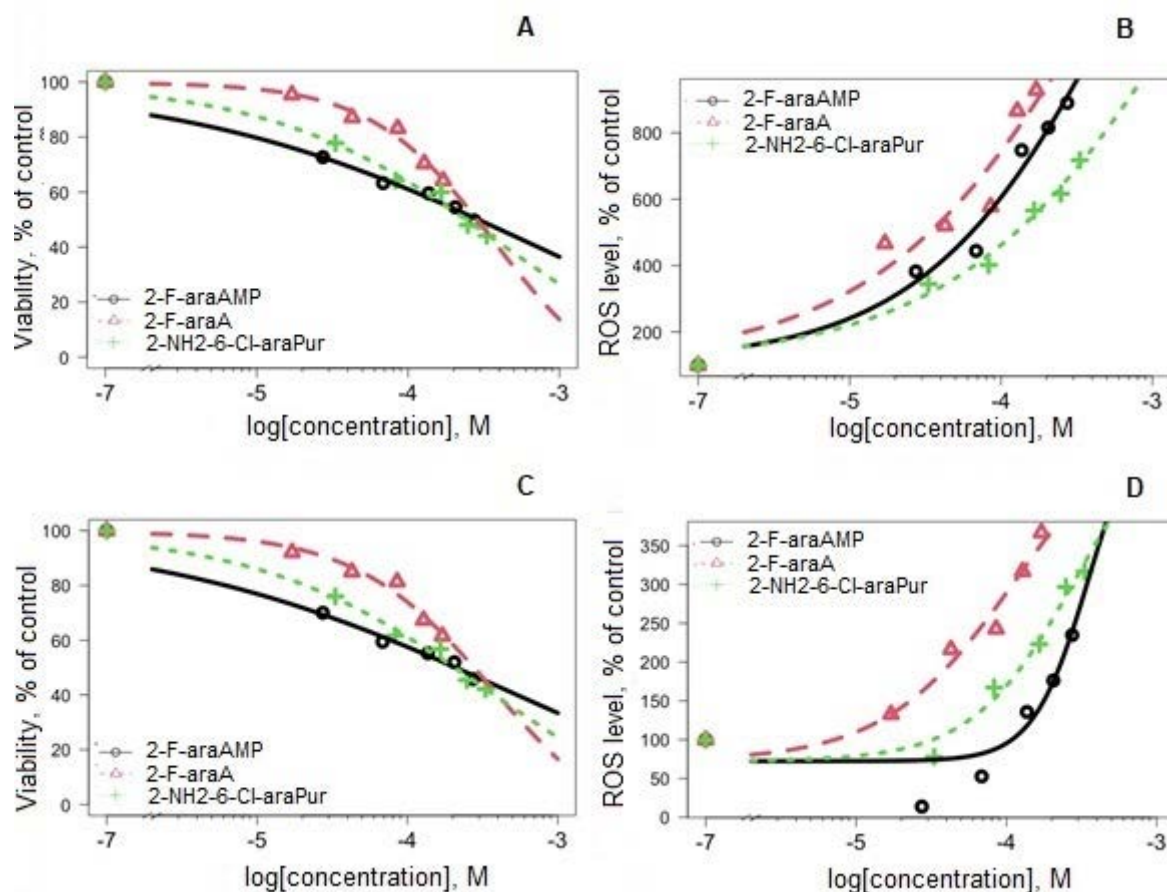 A
Viability, % of control
100
80
60
40
20
0
2-F-araAMP
2-F-araA
2-NH2-6-Cl-araPur
-7
-5
-4
-3
log[concentration], M
B
ROS level, % of control
800
600
400
200
2-F-araAMP
2-F-araA
2-NH2-6-Cl-araPur
-7
-5
-4
-3
log[concentration], M
C
Viability, % of control
100
80
60
40
20
0
2-F-araAMP
2-F-araA
2-NH2-6-Cl-araPur
-7
-5
-4
-3
log[concentration], M
D
ROS level, % of control
350
300
250
200
150
100
50
0
2-F-araAMP
2-F-araA
2-NH2-6-Cl-araPur
-7
-5
-4
-3
log[concentration], M